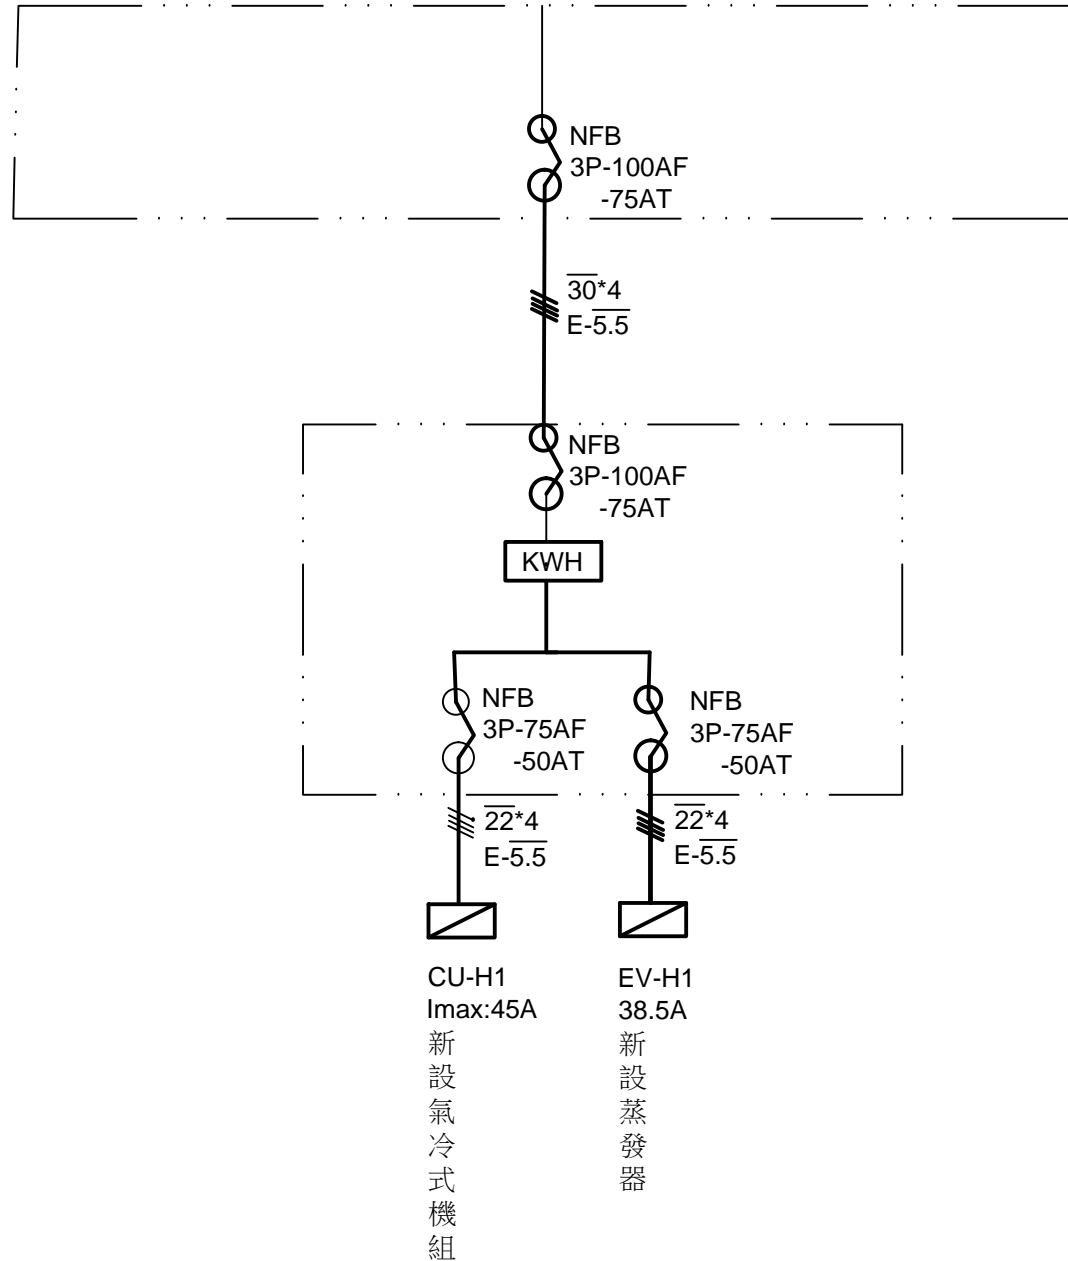 NFB
3P-100AF
-75AT
30*4
E-5.5
NFB
3P-100AF
-75AT
KWH
NFB
3P-75AF
-50AT
NFB
3P-75AF
-50AT
22*4
E-5.5
22*4
E-5.5
CU-H1
Imax:45A
新設氣冷式機組
EV-H1
38.5A
新設蒸發器